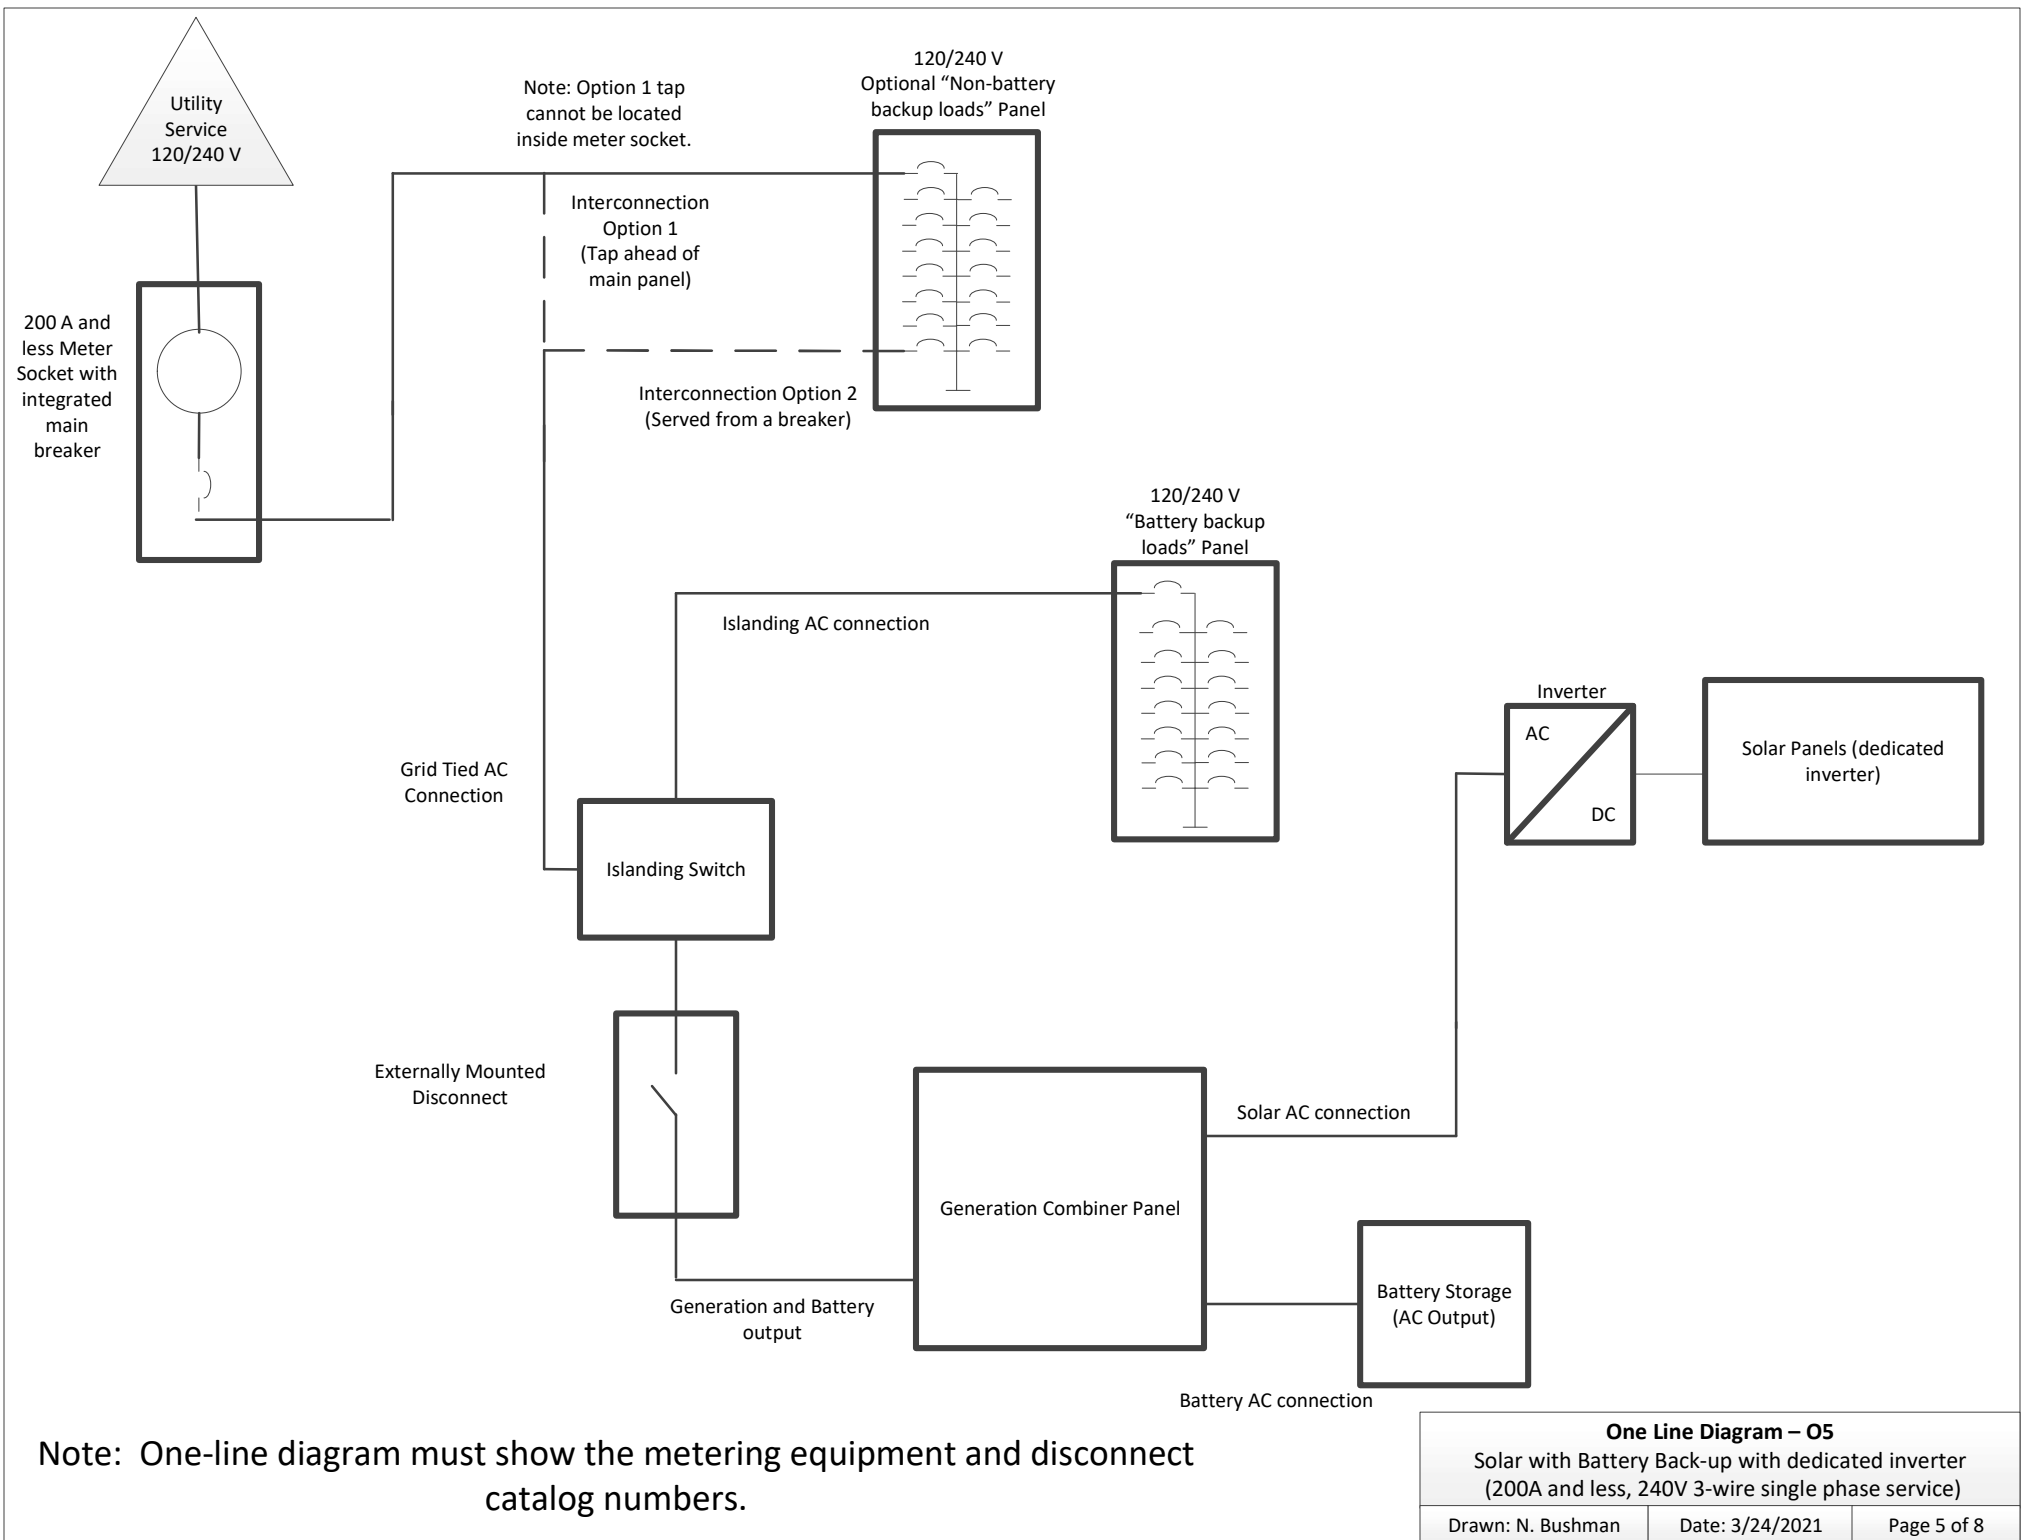 Utility
Service
120/240 V
Note: Option 1 tap
cannot be located
inside meter socket.
120/240 V
Optional “Non-battery
backup loads” Panel
Interconnection
Option 1
(Tap ahead of
main panel)
200 A and
less Meter
Socket with
integrated
main
breaker
Interconnection Option 2
(Served from a breaker)
120/240 V
“Battery backup
loads” Panel
Islanding AC connection
Inverter
AC
DC
Solar Panels (dedicated
inverter)
Grid Tied AC
Connection
Islanding Switch
Externally Mounted
Disconnect
Solar AC connection
Generation Combiner Panel
Battery Storage
(AC Output)
Generation and Battery
output
Battery AC connection
Note: One-line diagram must show the metering equipment and disconnect
catalog numbers.
One Line Diagram – O5
Solar with Battery Back-up with dedicated inverter
(200A and less, 240V 3-wire single phase service)
Drawn: N. Bushman
Date: 3/24/2021
Page 5 of 8